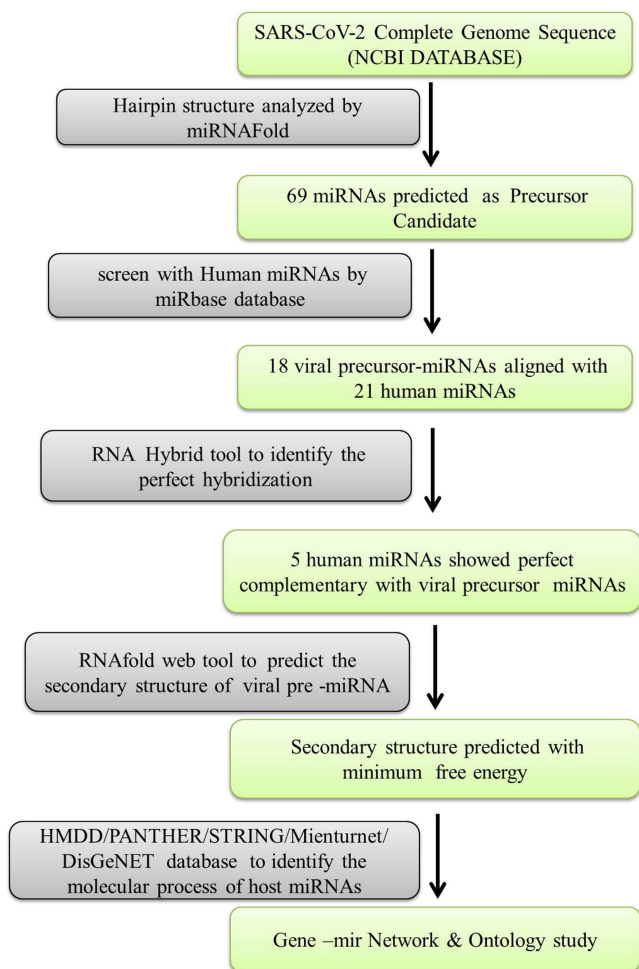 SARS-CoV-2 Complete Genome Sequence
(NCBI DATABASE)
Hairpin structure analyzed by
miRNAFold
69 miRNAs predicted as Precursor
Candidate
screen with Human miRNAs by
miRbase database
18 viral precursor-miRNAs aligned with
21 human miRNAs
RNA Hybrid tool to identify the
perfect hybridization
5 human miRNAs showed perfect
complementary with viral precursor miRNAs
RNAfold web tool to predict the
secondary structure of viral pre -miRNA
Secondary structure predicted with
minimum free energy
HMDD/PANTHER/STRING/Mienturnet/
DisGeNET database to identify the
molecular process of host miRNAs
Gene –mir Network & Ontology study